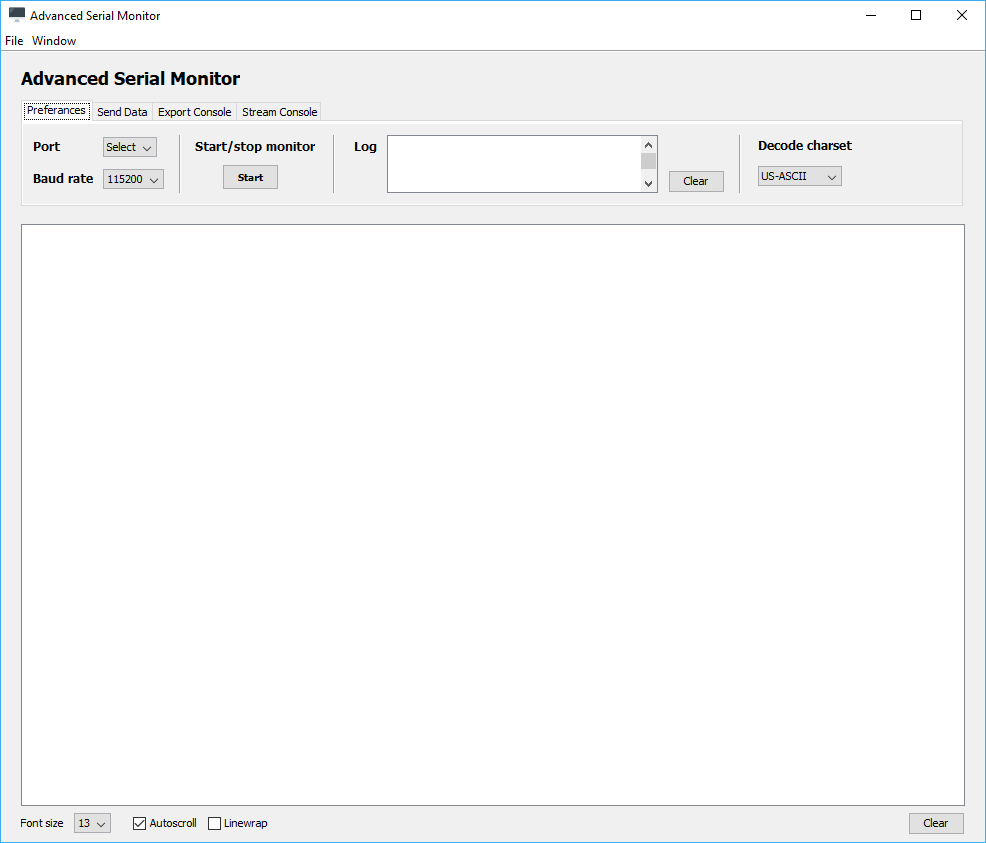 Advanced Serial Monitor
File Window
Advanced Serial Monitor
Preferances Send Data Export Console Stream Console
Port Select Start/stop monitor Log Decode charset
Baud rate 115200 Start Clear US-ASCII
Font size 13 Autoscroll Linewrap Clear